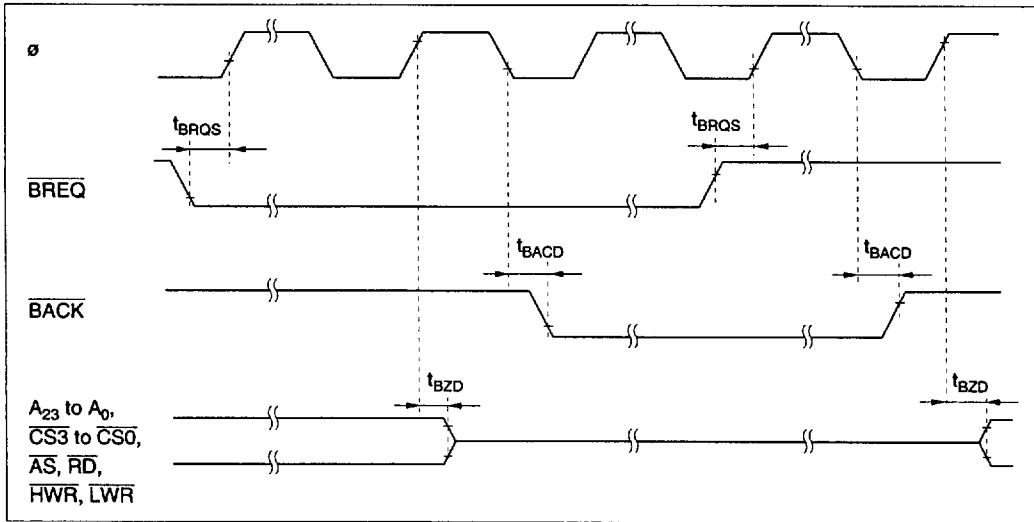 ø
tBRQS
tBRQS
BREQ
tBACD
tBACD
BACK
tBZD
tBZD
A23 to A0,
CS3 to CS0,
AS, RD,
HWR, LWR